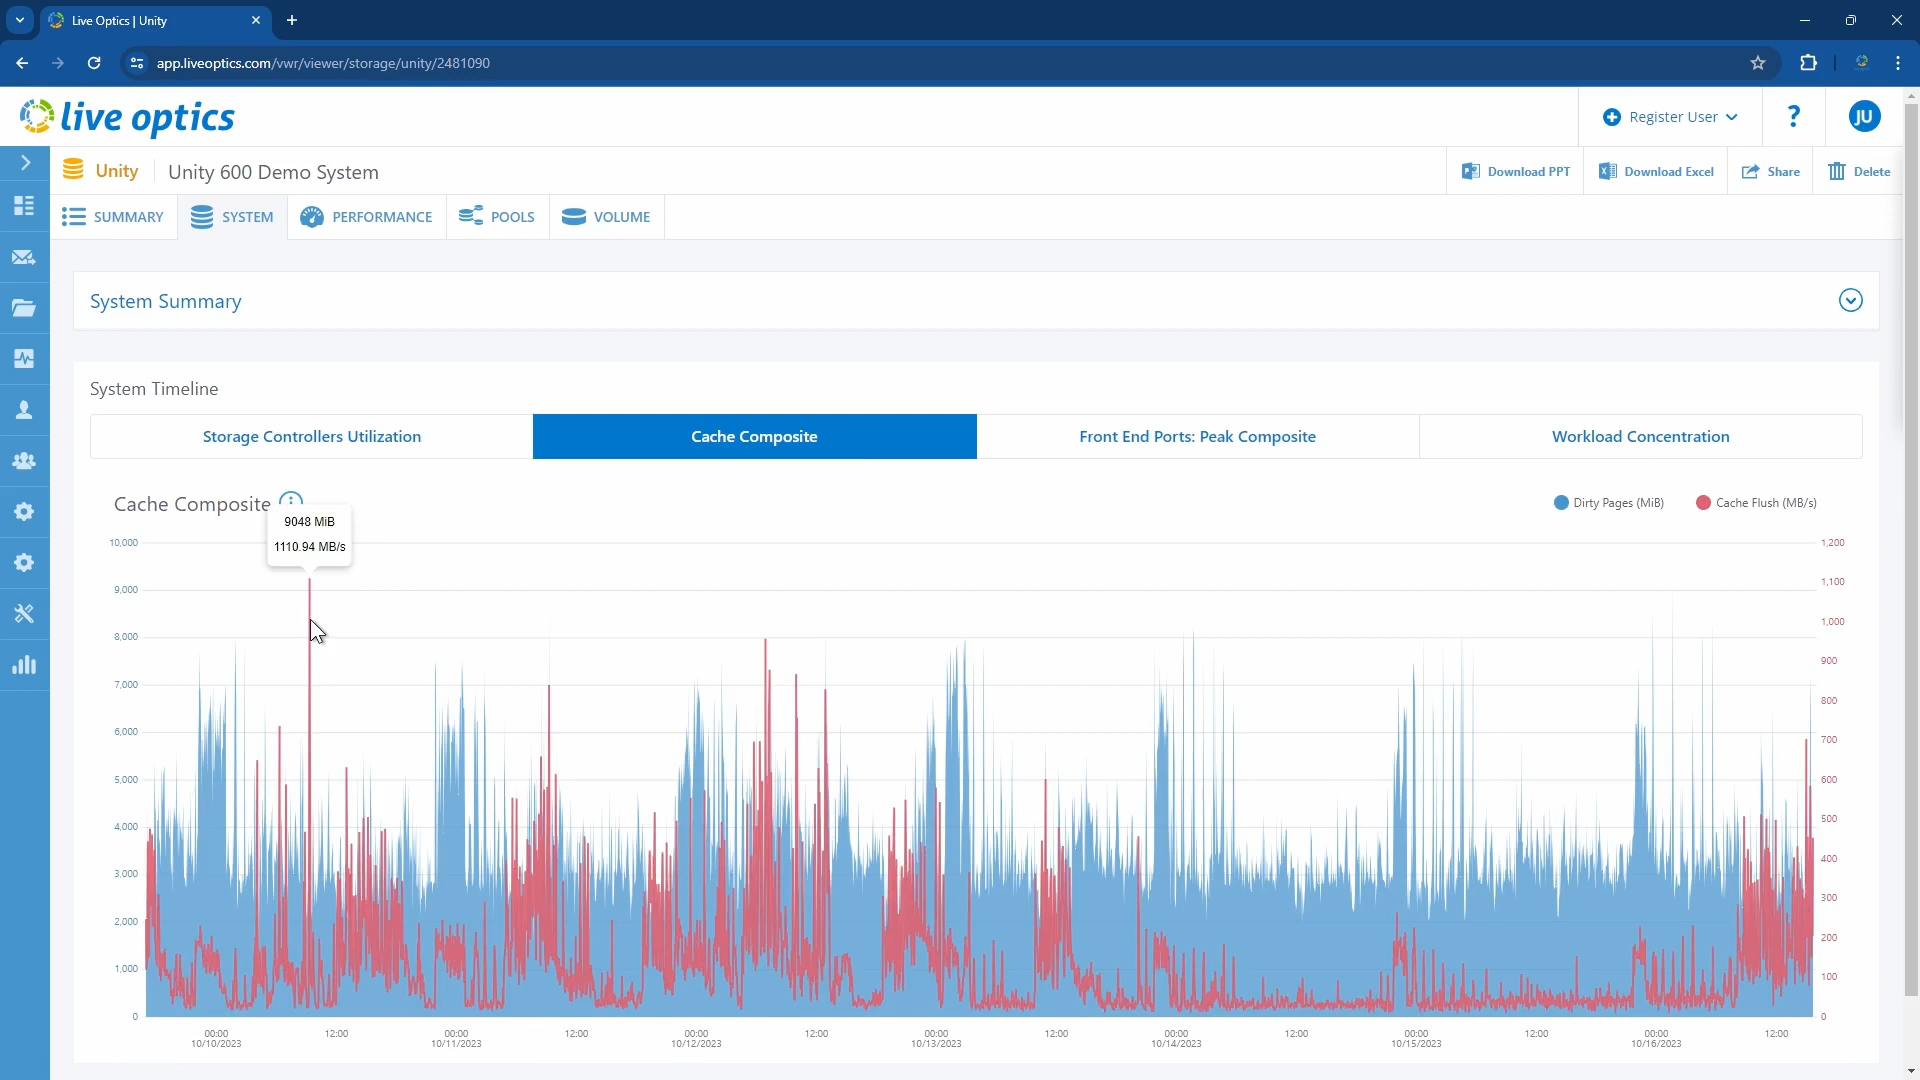 Live Optics | Unity
app.liveoptics.com/vwr/viewer/storage/unity/2481090
live optics
Register User
?
JU
Unity
Unity 600 Demo System
Download PPT
Download Excel
Share
Delete
SUMMARY
SYSTEM
PERFORMANCE
POOLS
VOLUME
System Summary
System Timeline
Storage Controllers Utilization
Cache Composite
Front End Ports: Peak Composite
Workload Concentration
Cache Composite
Dirty Pages (MiB)
Cache Flush (MB/s)
9048 MiB
1110.94 MB/s
10,000
9,000
8,000
7,000
6,000
5,000
4,000
3,000
2,000
1,000
0
1,200
1,100
1,000
900
800
700
600
500
400
300
200
100
0
00:00 12:00 00:00 12:00 00:00 12:00 00:00 12:00 00:00 12:00 00:00 12:00 00:00 12:00
10/10/2023 10/11/2023 10/12/2023 10/13/2023 10/14/2023 10/15/2023 10/16/2023